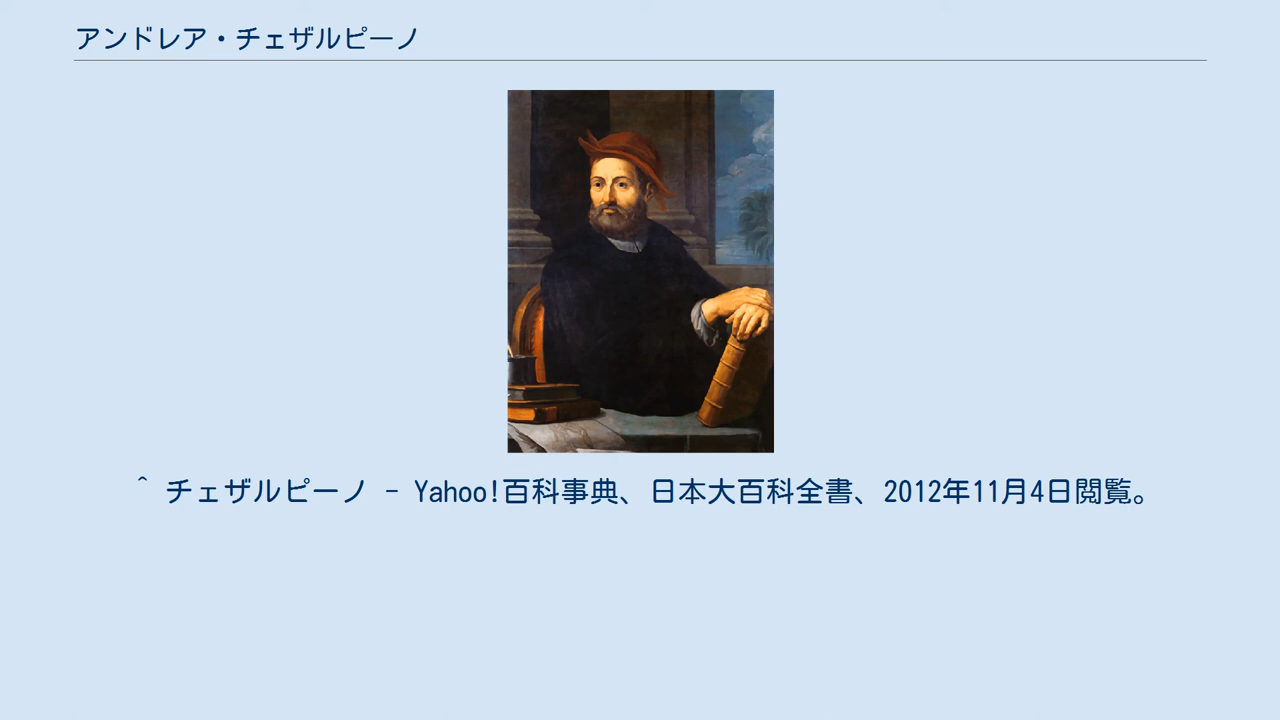 アンドレア・チェザルピーノ
^ チェザルピーノ - Yahoo!百科事典、日本大百科全書、2012年11月4日閲覧。